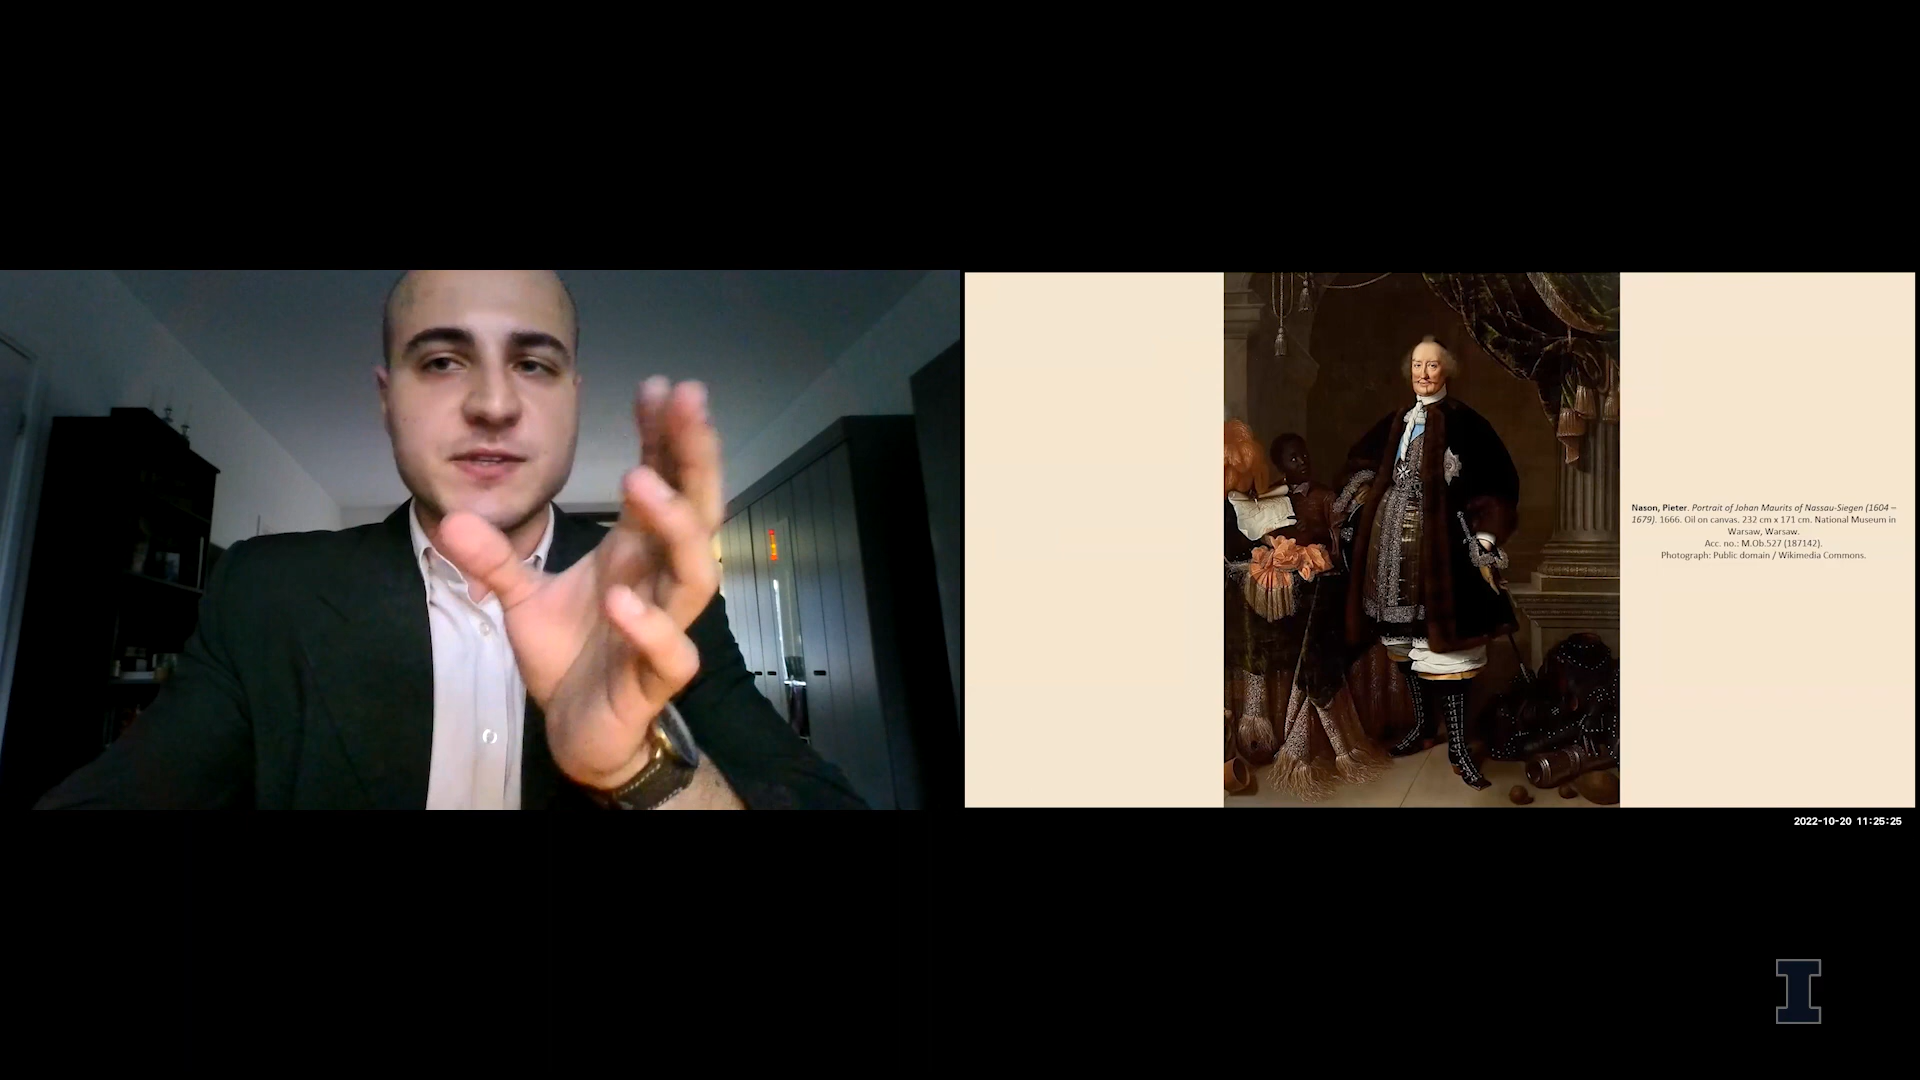 Nason, Pieter. Portrait of Johan Maurits of Nassau-Siegen (1604 –
1679). 1666. Oil on canvas. 232 cm x 171 cm. National Museum in
Warsaw, Warsaw.
Acc. no.: M.Ob.527 (187142).
Photograph: Public domain / Wikimedia Commons.
2022-10-20 11:25:25
I